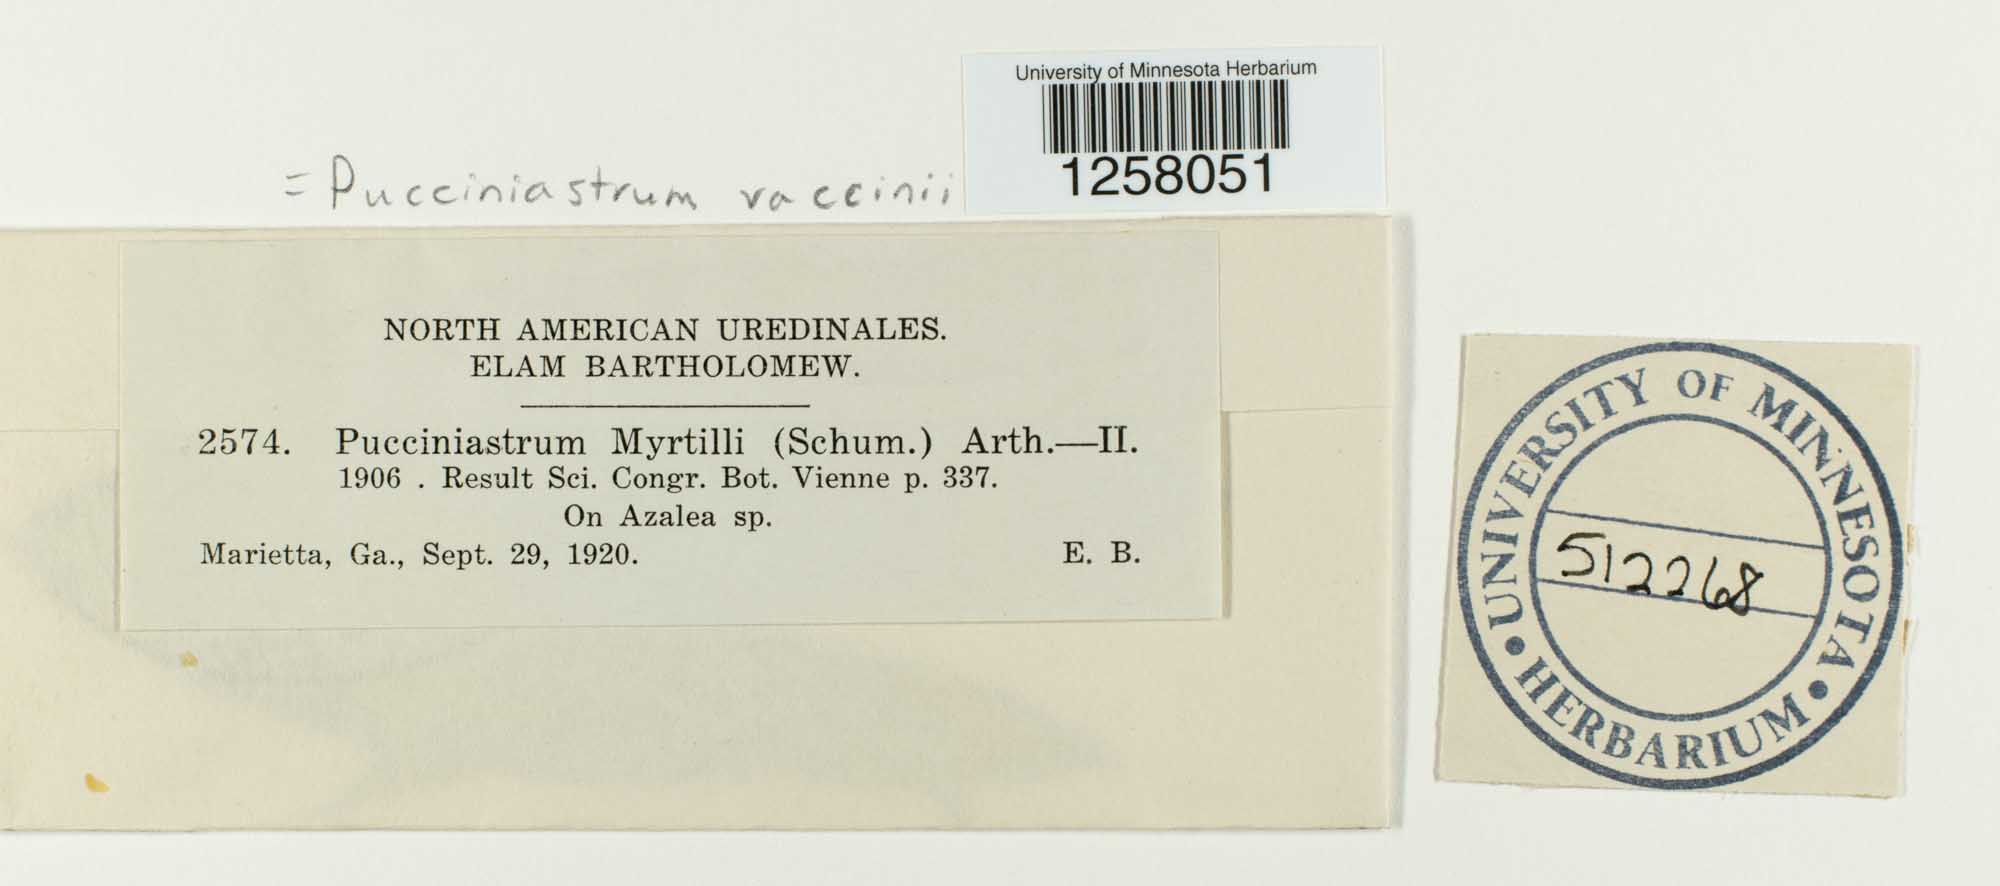 University of Minnesota Herbarium
1258051
= Pucciniastrum vaccinii
NORTH AMERICAN UREDINALES.
ELAM BARTHOLOMEW.
2574. Pucciniastrum Myrtilli (Schum.) Arth.—II.
1906 . Result Sci. Congr. Bot. Vienne p. 337.
On Azalea sp.
Marietta, Ga., Sept. 29, 1920. E. B.
UNIVERSITY OF MINNESOTA
512268
• HERBARIUM •